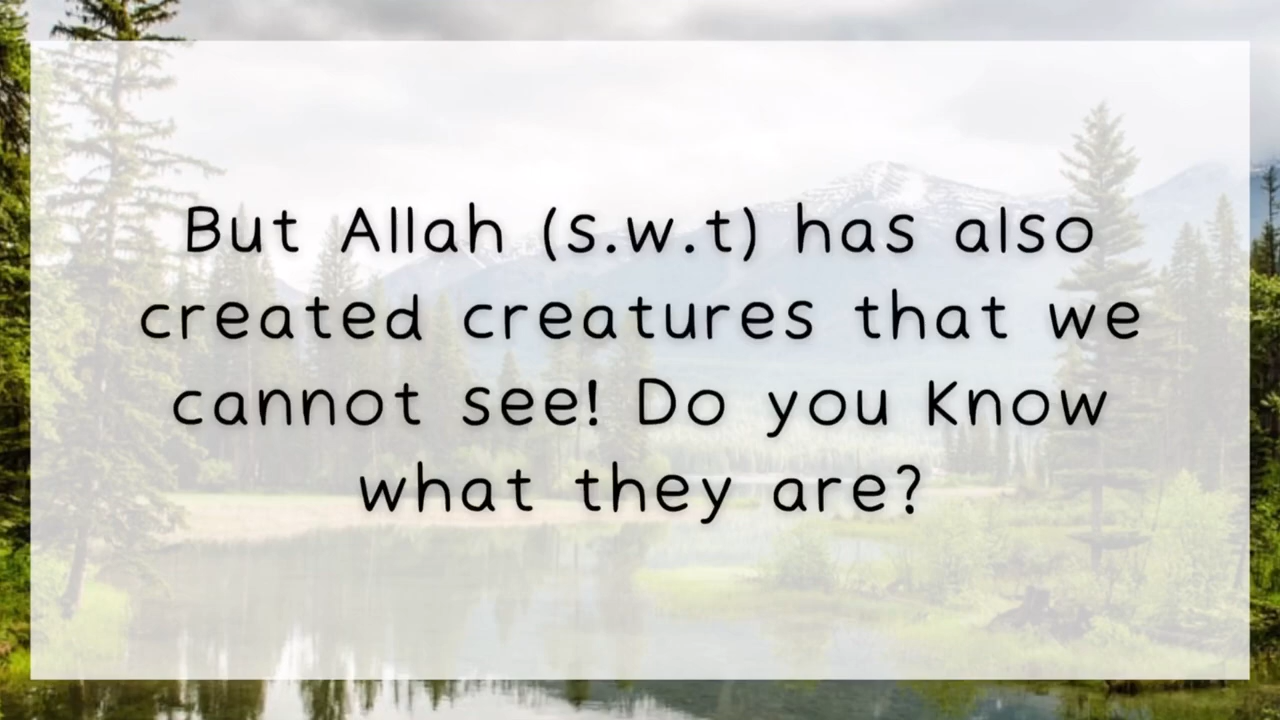 But Allah (s.w.t) has also
created creatures that we
cannot see! Do you Know
what they are?